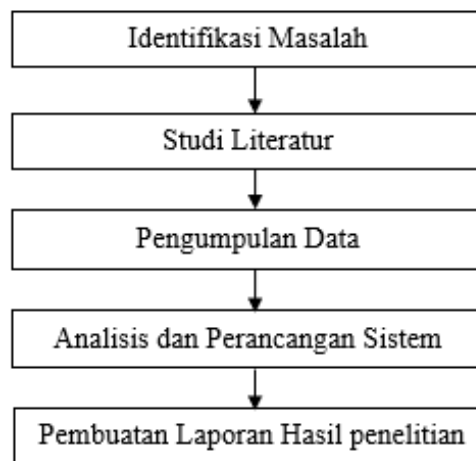 Identifikasi Masalah
Studi Literatur
Pengumpulan Data
Analisis dan Perancangan Sistem
Pembuatan Laporan Hasil penelitian